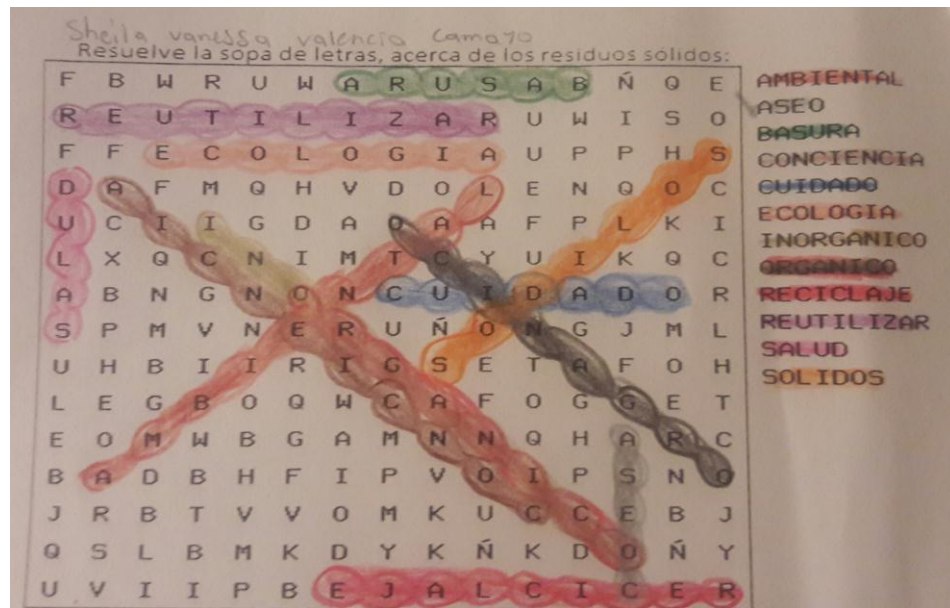 Sheila vanessa valencia Camayo
Resuelve la sopa de letras, acerca de los residuos sólidos:
F B W R U W A R U S A B Ñ Q E
R E U T I L I Z A R U W I S O
F F E C O L O G I A U P P H S
D A F M Q H V D O L E N Q O C
U C I I G D A O A A F P L K I
L X Q C N I M T C Y U I K Q C
A B N G N O N C U I D A D O R
S P M V N E R U Ñ O N G J M L
U H B I I R I G S E T A F O H
L E G B O Q W C A F O G G E T
E O M W B G A M N N Q H A R C
B A D B H F I P V O I P S N O
J R B T V V O M K U C C E B J
Q S L B M K D Y K Ñ K D O Ñ Y
U V I I P B E J A L C I C E R
AMBIENTAL
ASEO
BASURA
CONCIENCIA
CUIDADO
ECOLOGIA
INORGANICO
ORGANICO
RECICLAJE
REUTILIZAR
SALUD
SOLIDOS